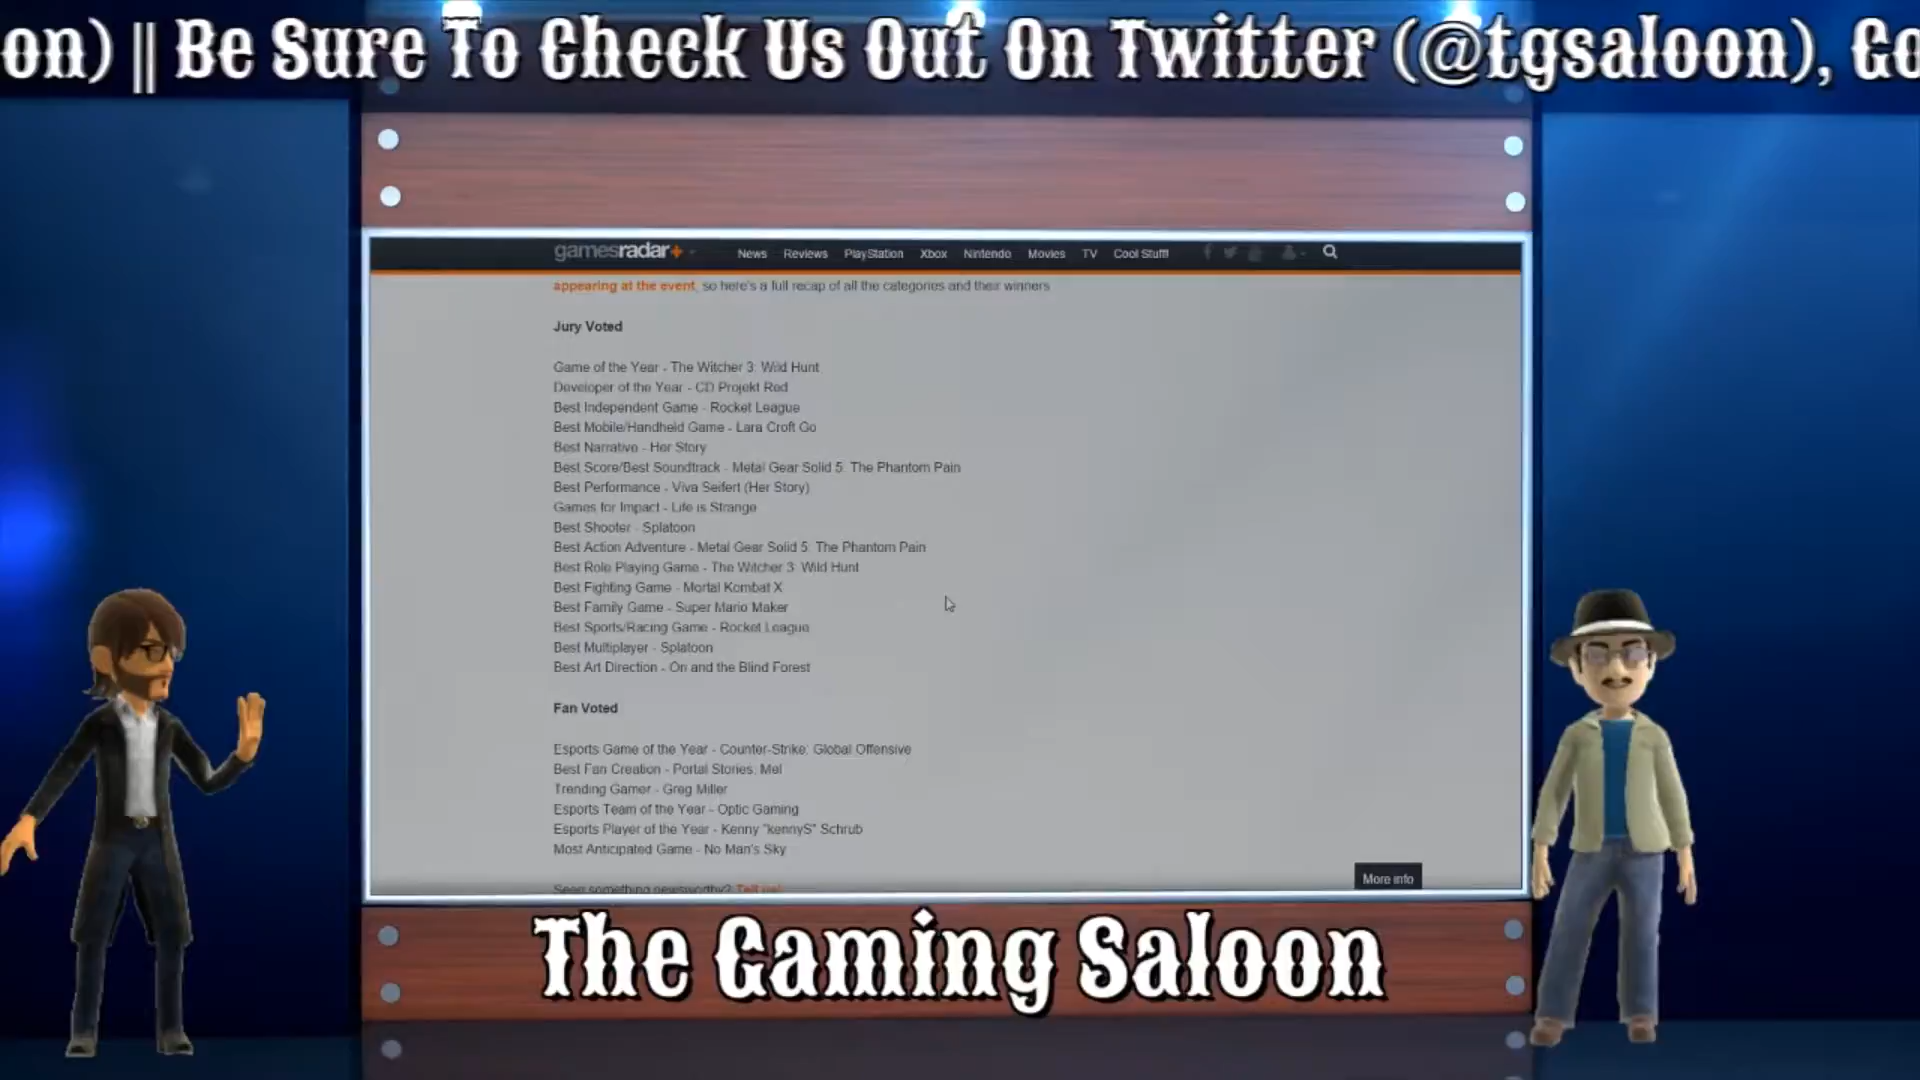 on) || Be Sure To Check Us Out On Twitter (@tgsaloon), Go
gamesradar+ News Reviews PlayStation Xbox Nintendo Movies TV Cool Stuff!
appearing at the event, so here's a full recap of all the categories and their winners
Jury Voted
Game of the Year - The Witcher 3: Wild Hunt
Developer of the Year - CD Projekt Red
Best Independent Game - Rocket League
Best Mobile/Handheld Game - Lara Croft Go
Best Narrative - Her Story
Best Score/Best Soundtrack - Metal Gear Solid 5: The Phantom Pain
Best Performance - Viva Seifert (Her Story)
Games for Impact - Life is Strange
Best Shooter - Splatoon
Best Action Adventure - Metal Gear Solid 5: The Phantom Pain
Best Role Playing Game - The Witcher 3: Wild Hunt
Best Fighting Game - Mortal Kombat X
Best Family Game - Super Mario Maker
Best Sports/Racing Game - Rocket League
Best Multiplayer - Splatoon
Best Art Direction - Ori and the Blind Forest
Fan Voted
Esports Game of the Year - Counter-Strike: Global Offensive
Best Fan Creation - Portal Stories: Mel
Trending Gamer - Greg Miller
Esports Team of the Year - Optic Gaming
Esports Player of the Year - Kenny "kennyS" Schrub
Most Anticipated Game - No Man's Sky
Seen something newsworthy? Tell us!
More info
The Gaming Saloon